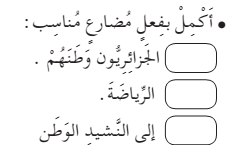 • أَكْمِلْ بِفِعلٍ مُضارِعٍ مُناسِب :
الجَزائِرِيُّون وَطَنَهُمْ .
الرِّياضَةَ .
إلى النَّشيدِ الوَطَن